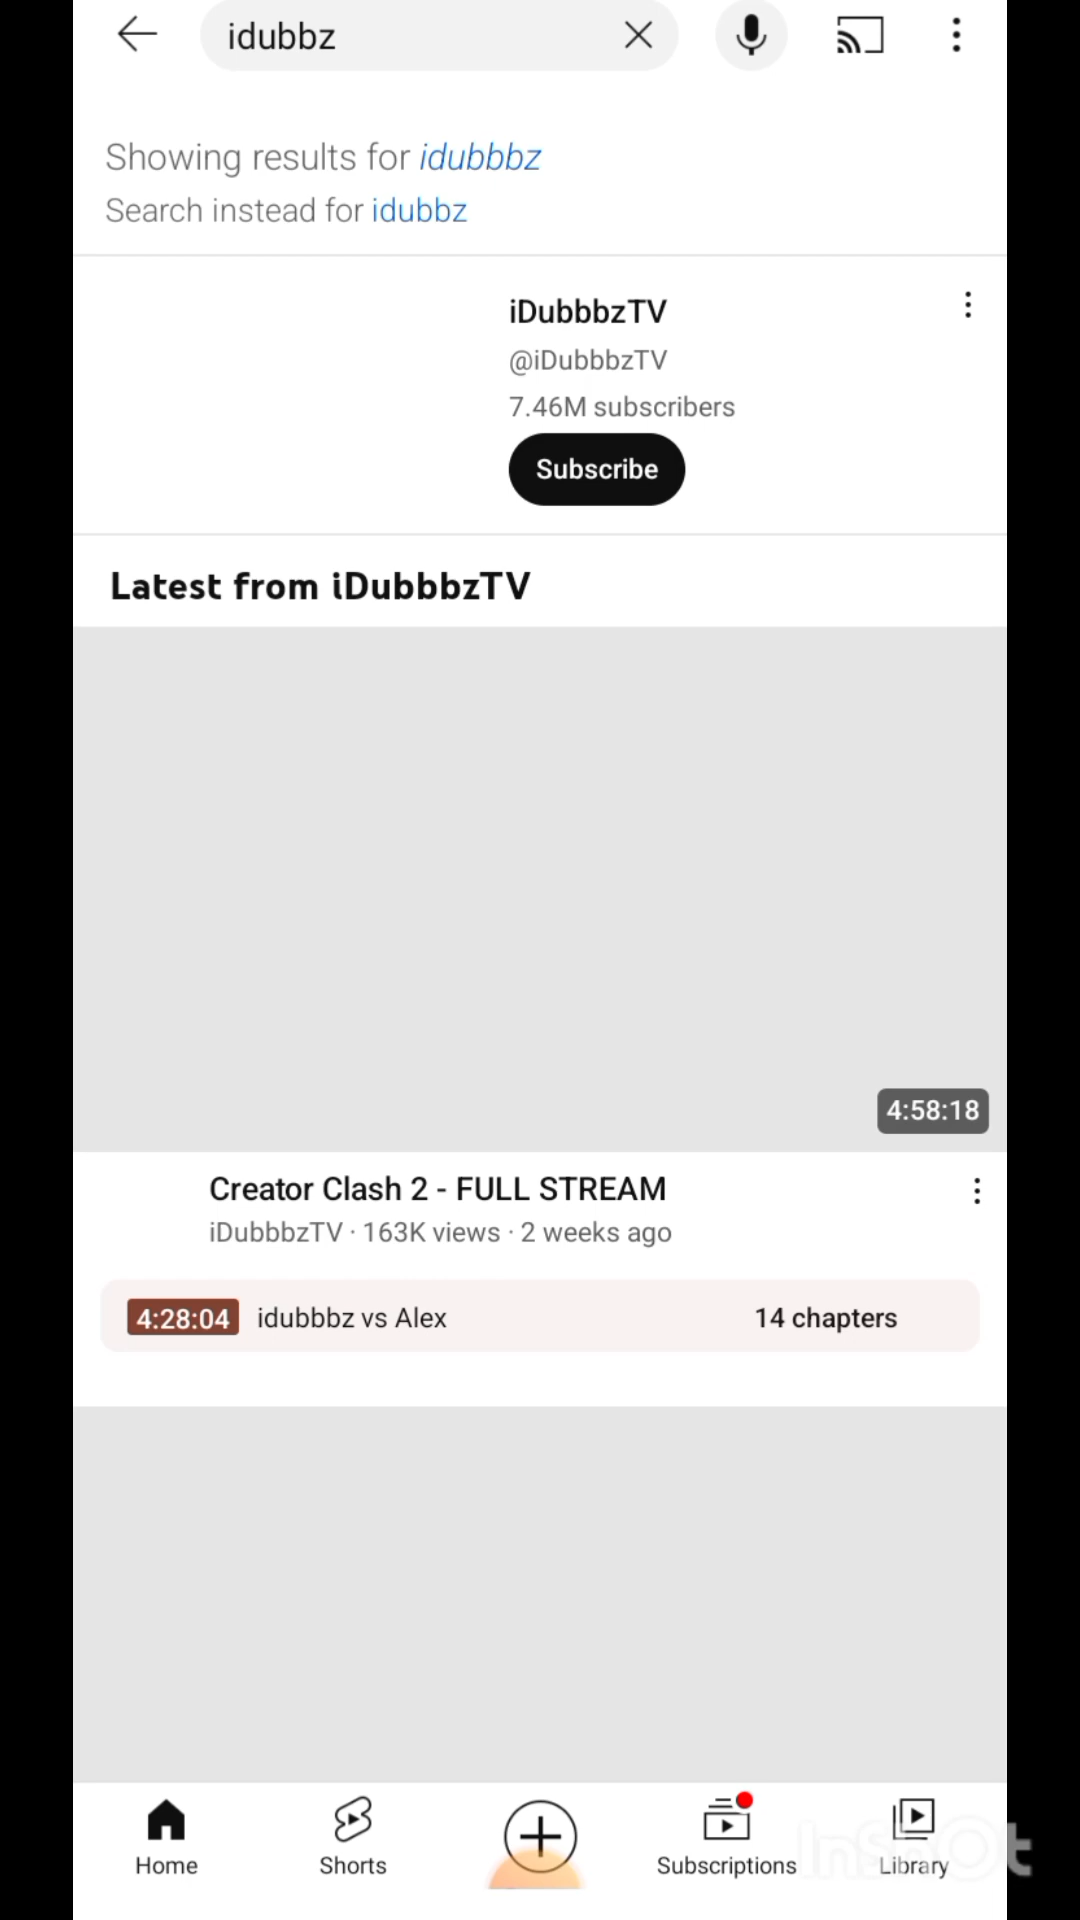 idubbz
Showing results for idubbbz
Search instead for idubbz
iDubbbzTV
@iDubbbzTV
7.46M subscribers
Subscribe
Latest from iDubbbzTV
4:58:18
Creator Clash 2 - FULL STREAM
iDubbbzTV · 163K views · 2 weeks ago
4:28:04 idubbbz vs Alex 14 chapters
Home Shorts Subscriptions Library
InShot